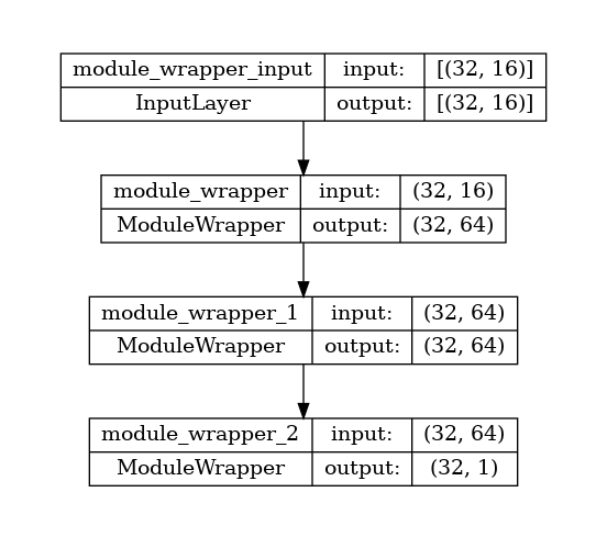 module_wrapper_input input: [(32, 16)]
InputLayer output: [(32, 16)]
module_wrapper input: (32, 16)
ModuleWrapper output: (32, 64)
module_wrapper_1 input: (32, 64)
ModuleWrapper output: (32, 64)
module_wrapper_2 input: (32, 64)
ModuleWrapper output: (32, 1)